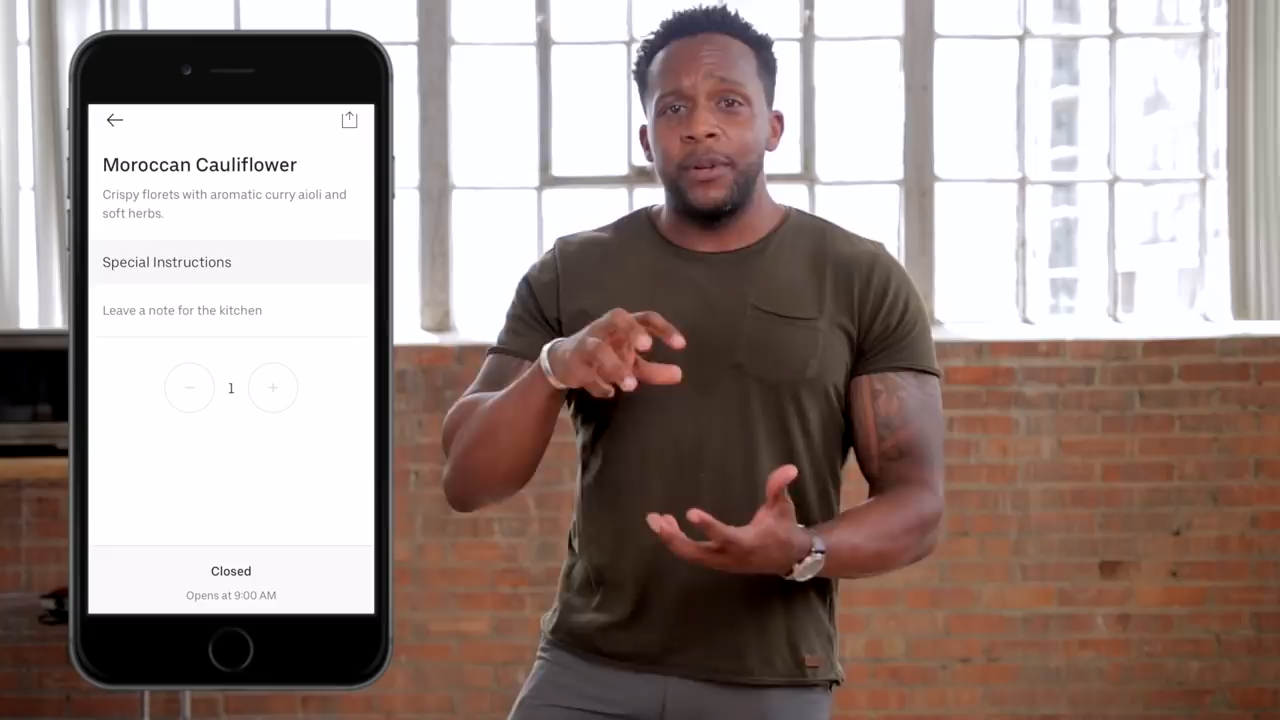 Moroccan Cauliflower
Crispy florets with aromatic curry aioli and
soft herbs.
Special Instructions
Leave a note for the kitchen
1
Closed
Opens at 9:00 AM